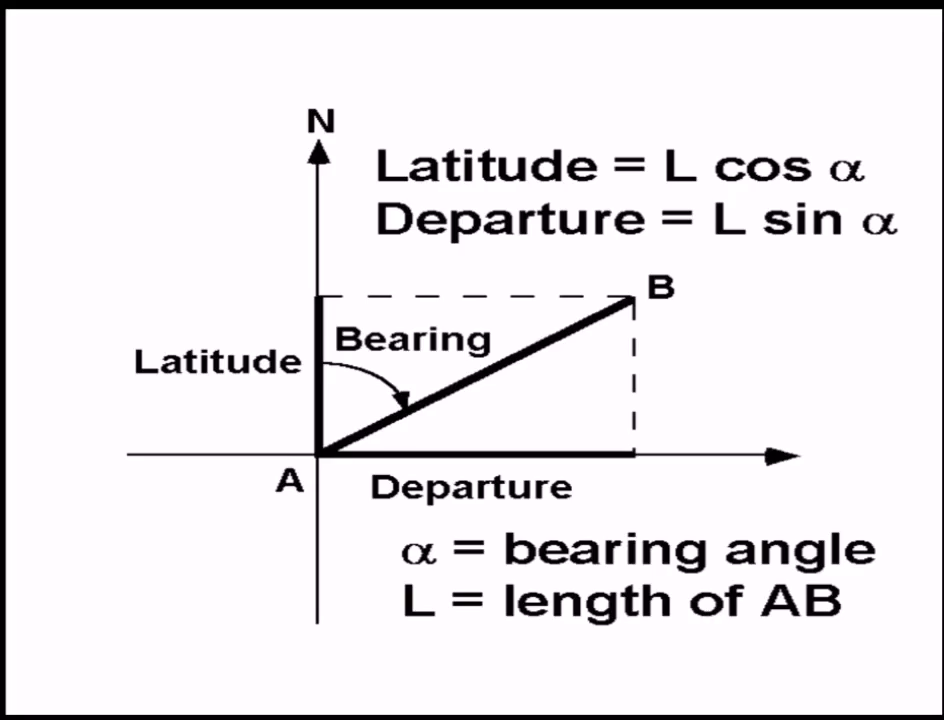 N
Latitude = L cos α
Departure = L sin α
B
Bearing
Latitude
A
Departure
α = bearing angle
L = length of AB